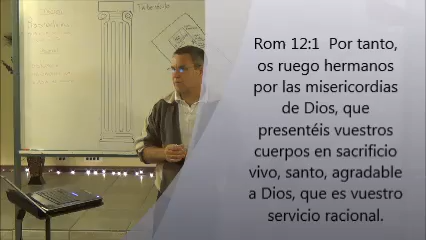 Rom 12:1  Por tanto,
os ruego hermanos
por las misericordias
de Dios, que
presentéis vuestros
cuerpos en sacrificio
vivo, santo, agradable
a Dios, que es vuestro
servicio racional.